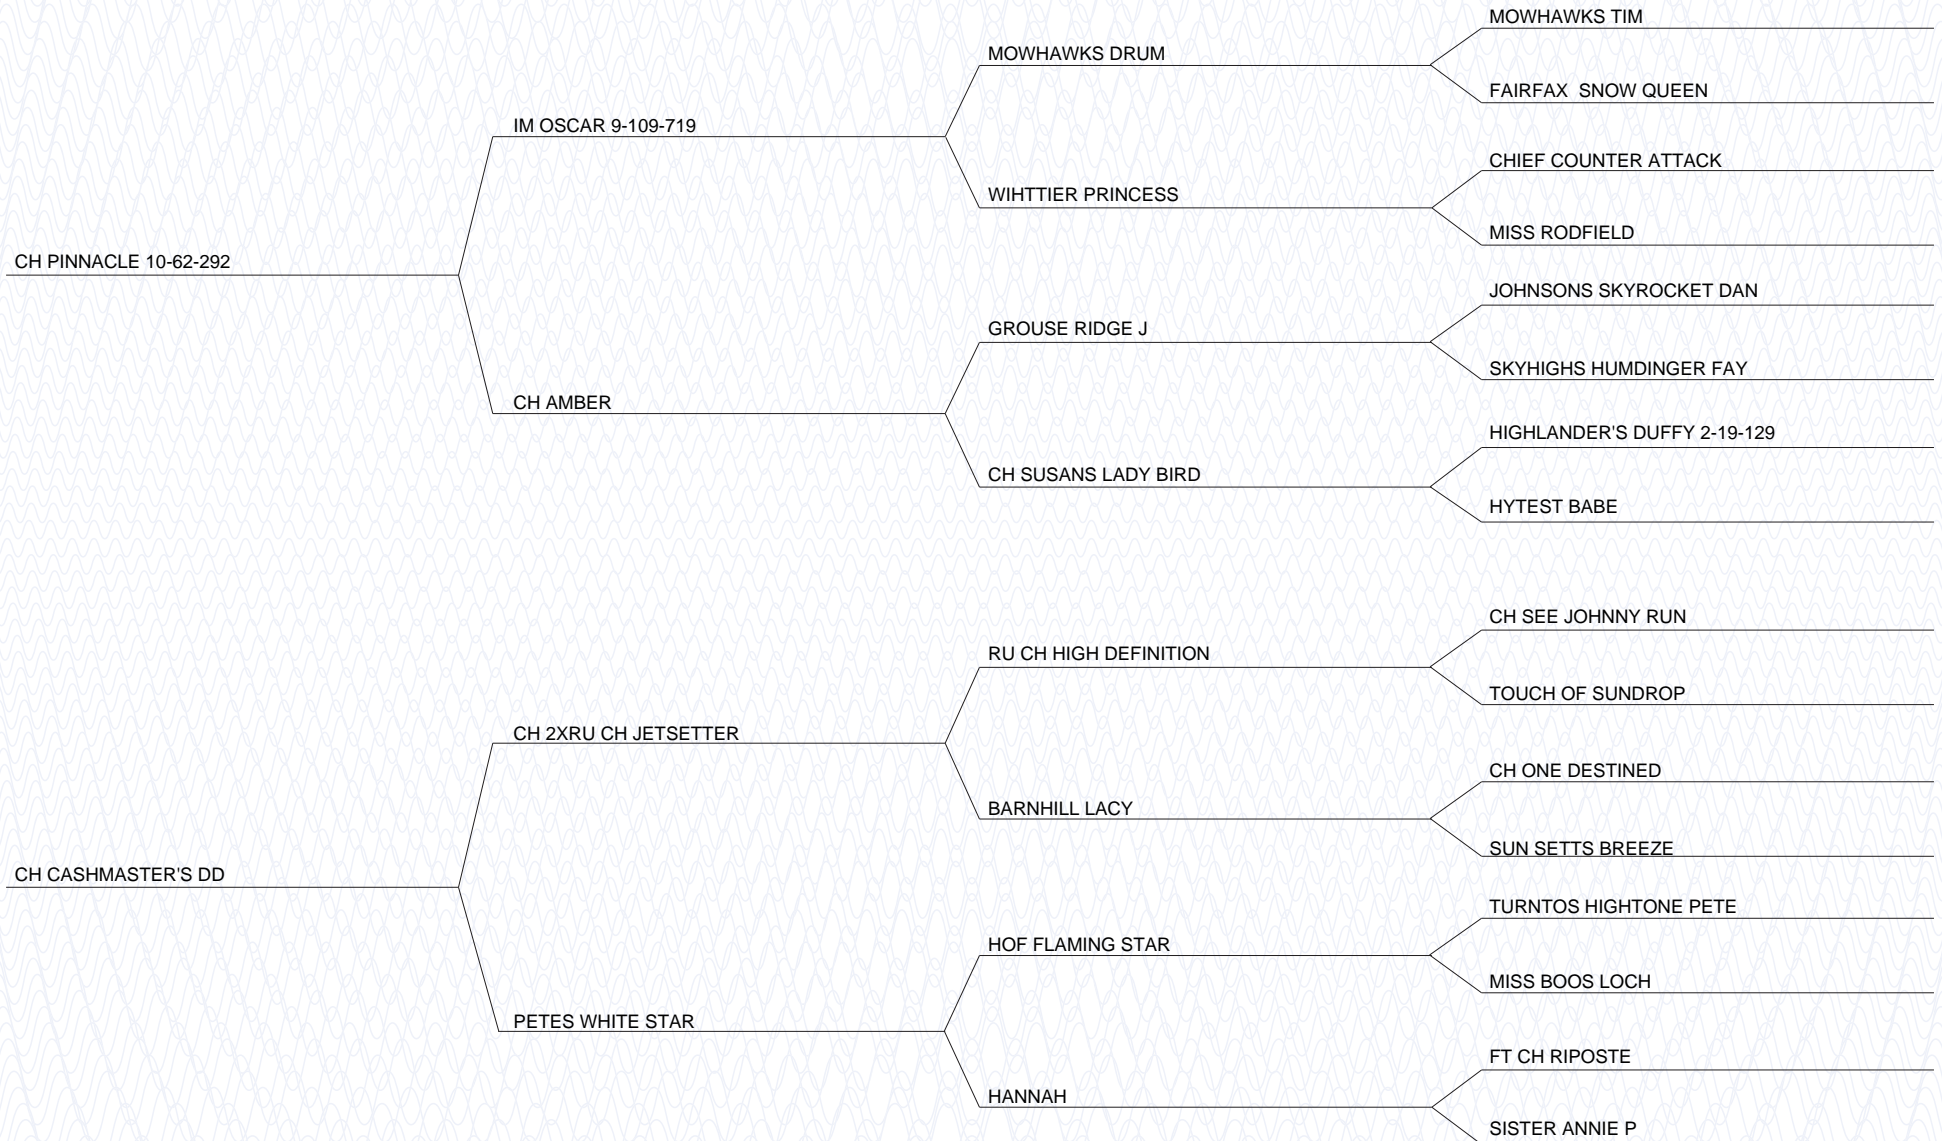 MOWHAWKS TIM
MOWHAWKS DRUM
FAIRFAX  SNOW QUEEN
IM OSCAR 9-109-719
CHIEF COUNTER ATTACK
WIHTTIER PRINCESS
MISS RODFIELD
CH PINNACLE 10-62-292
JOHNSONS SKYROCKET DAN
GROUSE RIDGE J
SKYHIGHS HUMDINGER FAY
CH AMBER
HIGHLANDER'S DUFFY 2-19-129
CH SUSANS LADY BIRD
HYTEST BABE
CH SEE JOHNNY RUN
RU CH HIGH DEFINITION
TOUCH OF SUNDROP
CH 2XRU CH JETSETTER
CH ONE DESTINED
BARNHILL LACY
SUN SETTS BREEZE
CH CASHMASTER'S DD
TURNTOS HIGHTONE PETE
HOF FLAMING STAR
MISS BOOS LOCH
PETES WHITE STAR
FT CH RIPOSTE
HANNAH
SISTER ANNIE P